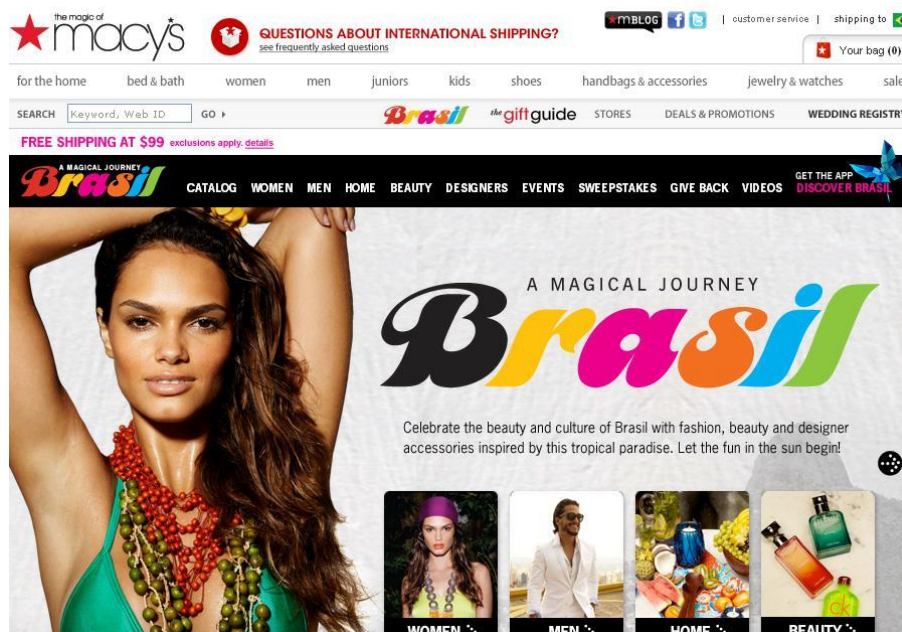 the magic of
macy's
QUESTIONS ABOUT INTERNATIONAL SHIPPING?
see frequently asked questions
mBLOG
customer service | shipping to
Your bag (0)
for the home bed & bath women men juniors kids shoes handbags & accessories jewelry & watches sale
SEARCH Keyword, Web ID GO Brasil the gift guide STORES DEALS & PROMOTIONS WEDDING REGISTRY
FREE SHIPPING AT $99 exclusions apply. details
A MAGICAL JOURNEY
Brasil
CATALOG WOMEN MEN HOME BEAUTY DESIGNERS EVENTS SWEEPSTAKES GIVE BACK VIDEOS
GET THE APP
DISCOVER BRASIL
A MAGICAL JOURNEY
Brasil
Celebrate the beauty and culture of Brasil with fashion, beauty and designer
accessories inspired by this tropical paradise. Let the fun in the sun begin!
ck
WOMEN MEN HOME BEAUTY